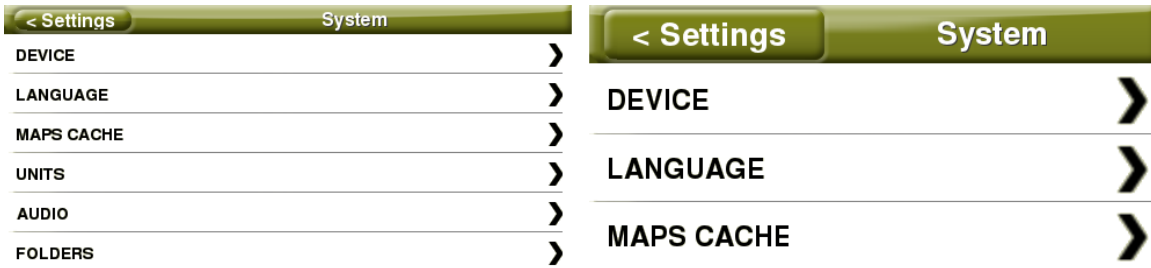 < Settings System
DEVICE
LANGUAGE
MAPS CACHE
UNITS
AUDIO
FOLDERS
< Settings System
DEVICE
LANGUAGE
MAPS CACHE